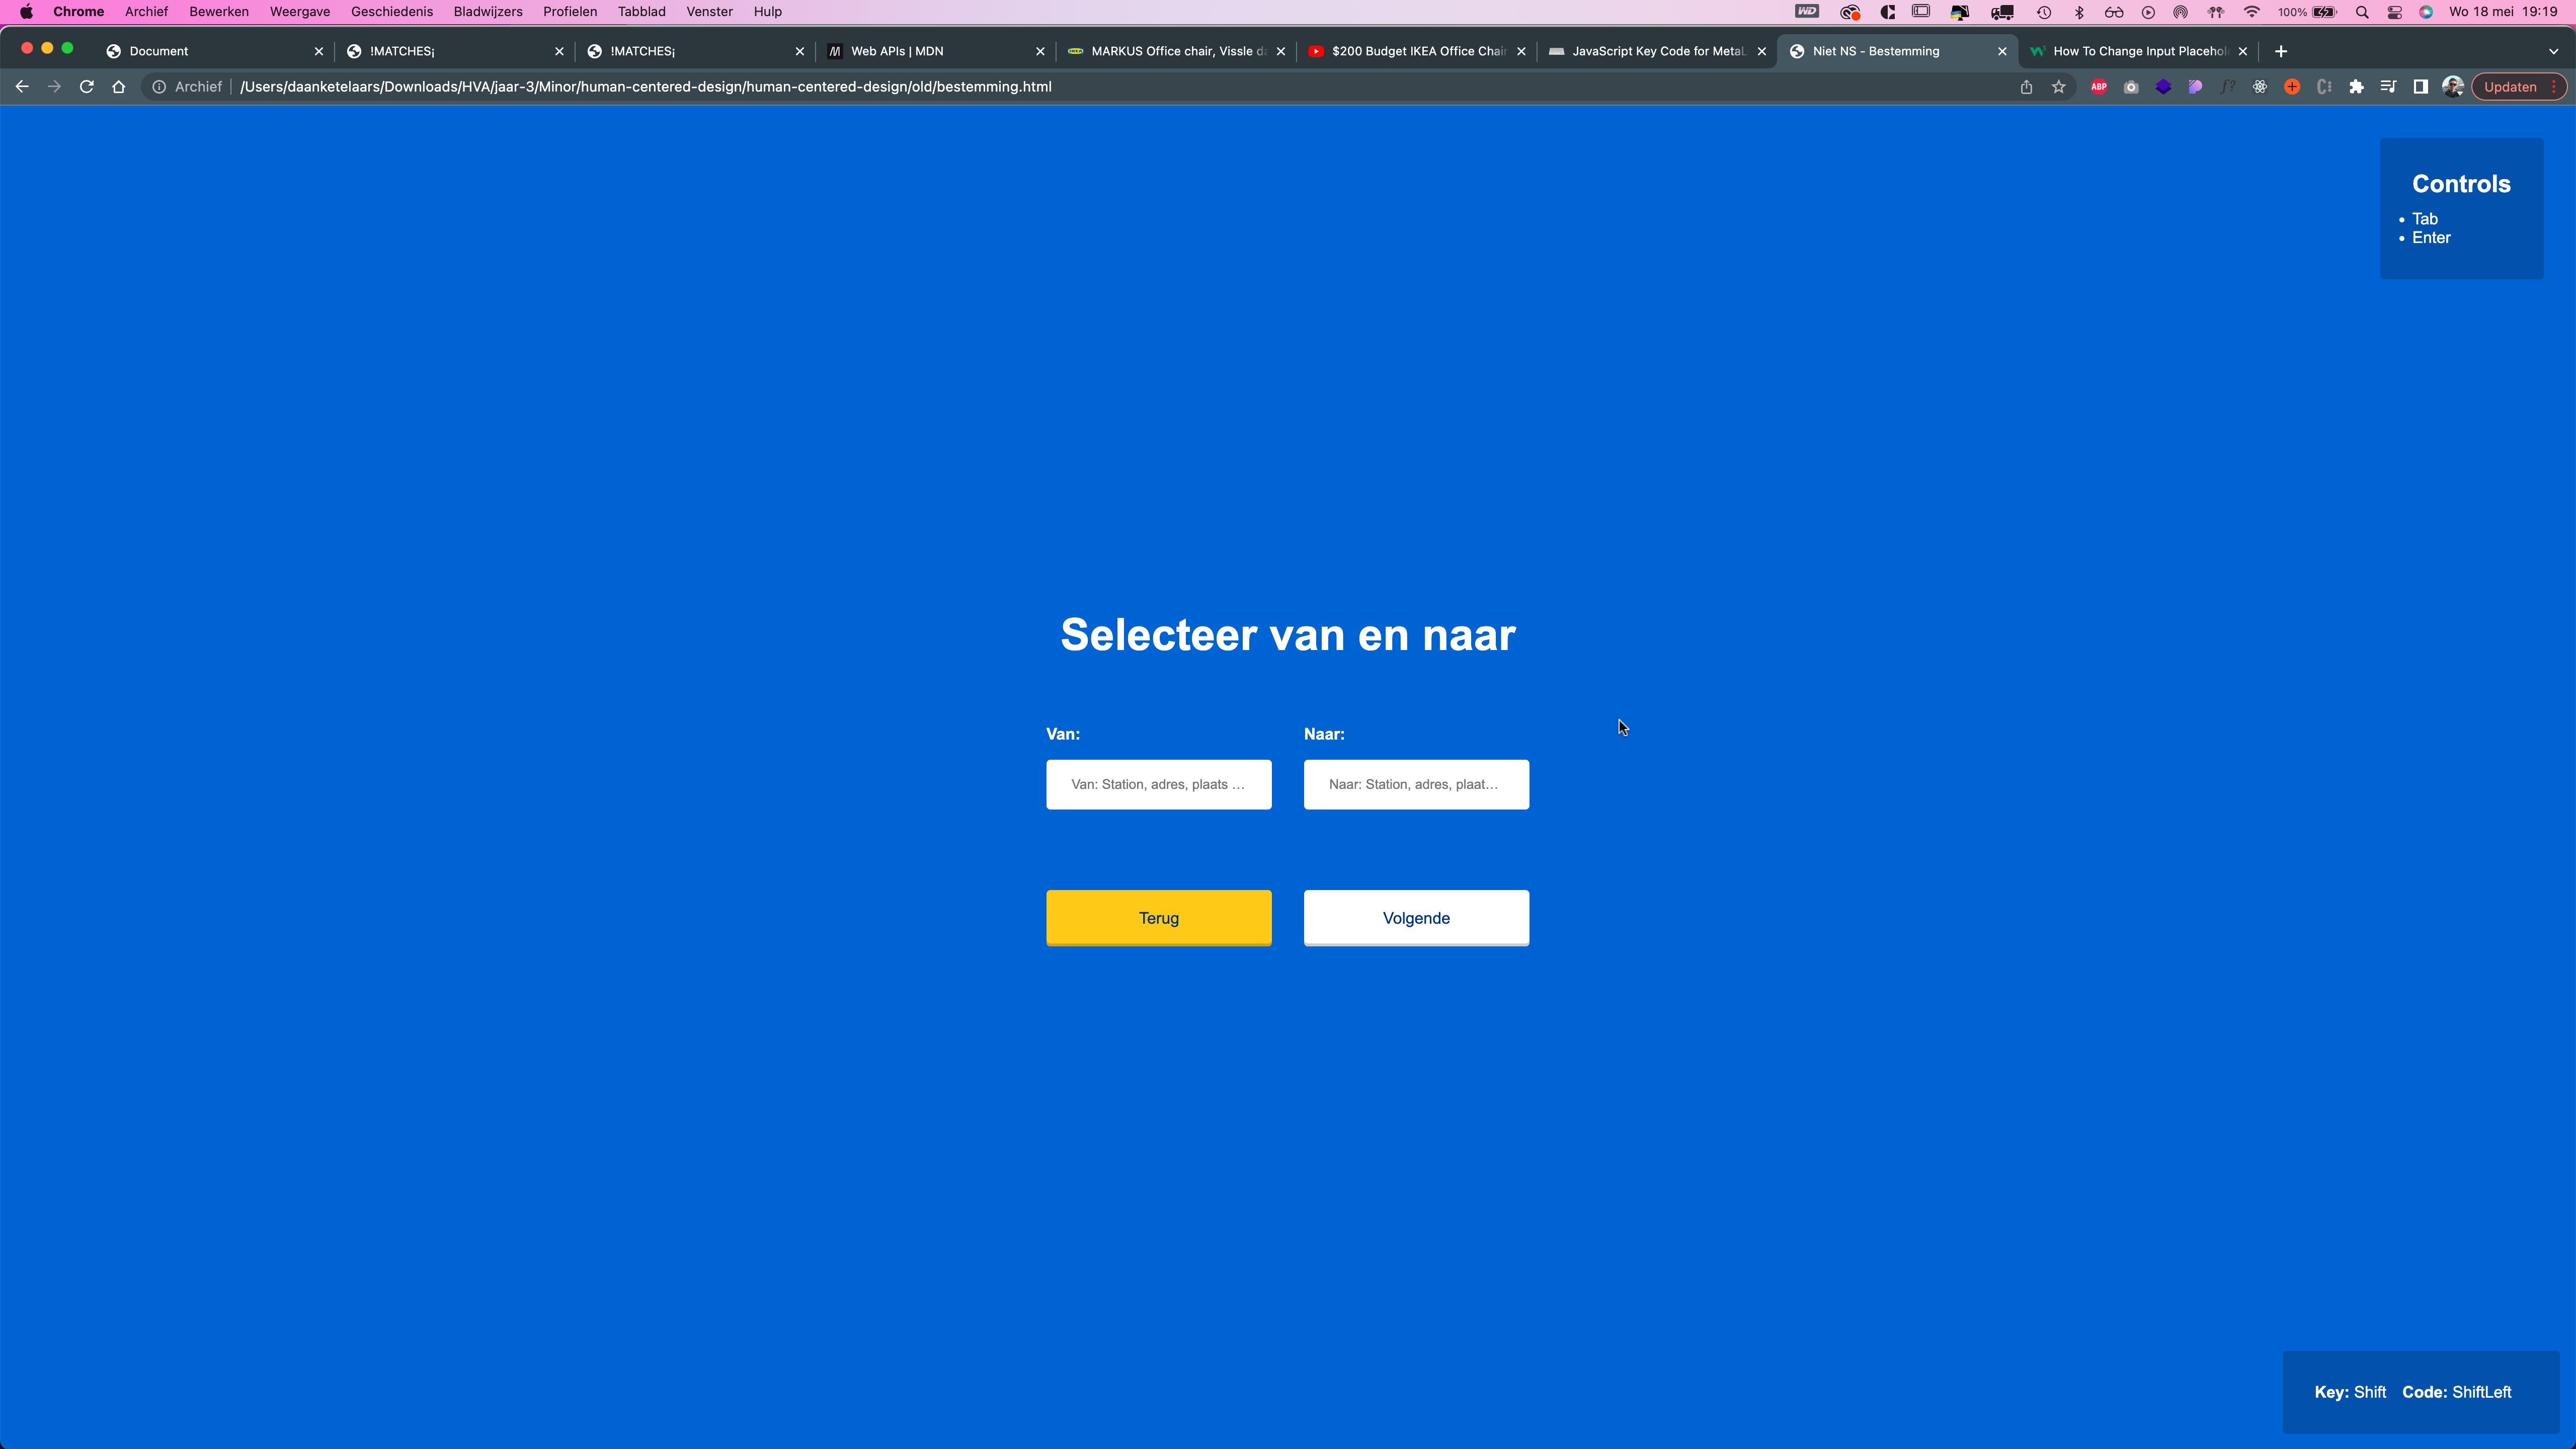 Chrome Archief Bewerken Weergave Geschiedenis Bladwijzers Profielen Tabblad Venster Hulp 100% Wo 18 mei 19:19
Document !MATCHES¡ !MATCHES¡ Web APIs | MDN MARKUS Office chair, Vissle da $200 Budget IKEA Office Chair JavaScript Key Code for MetaL Niet NS - Bestemming How To Change Input Placehol
Archief /Users/daanketelaars/Downloads/HVA/jaar-3/Minor/human-centered-design/human-centered-design/old/bestemming.html ABP f? Updaten
Controls
• Tab
• Enter
Selecteer van en naar
Van: Naar:
Van: Station, adres, plaats … Naar: Station, adres, plaat…
Terug Volgende
Key: Shift Code: ShiftLeft